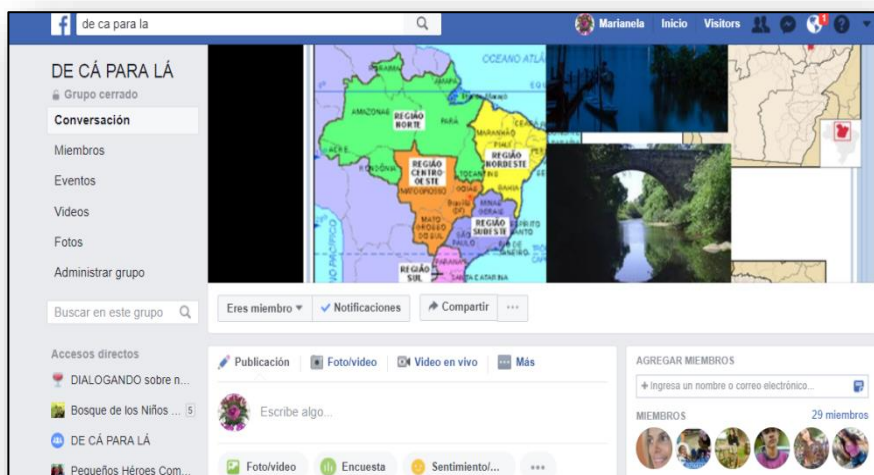 f de ca para la
Marianela Inicio Visitors 1
DE CÁ PARA LÁ
Grupo cerrado
Conversación
Miembros
Eventos
Videos
Fotos
Administrar grupo
Buscar en este grupo
Accesos directos
DIALOGANDO sobre n...
Bosque de los Niños ... 5
DE CÁ PARA LÁ
Pequeños Héroes Com...
OCEANO
AMAPÁ
AMAZONAS
PARÁ
REGIÃO
NORTE
MARANHÃO
REGIÃO
NORDESTE
RONDÔNIA
REGIÃO
CENTRO-
OESTE
TOCANTINS
BAHIA
MATO GROSSO
GOIÁS
MINAS
GERAIS
MATO
GROSSO
DO SUL
SÃO
PAULO
REGIÃO
SUDESTE
PARANÁ
REGIÃO
SUL
SANTA CATARINA
Eres miembro
Notificaciones
Compartir
...
Publicación
Foto/video
Video en vivo
Más
Escribe algo...
Foto/video
Encuesta
Sentimiento/...
...
AGREGAR MIEMBROS
+ Ingresa un nombre o correo electrónico...
MIEMBROS 29 miembros